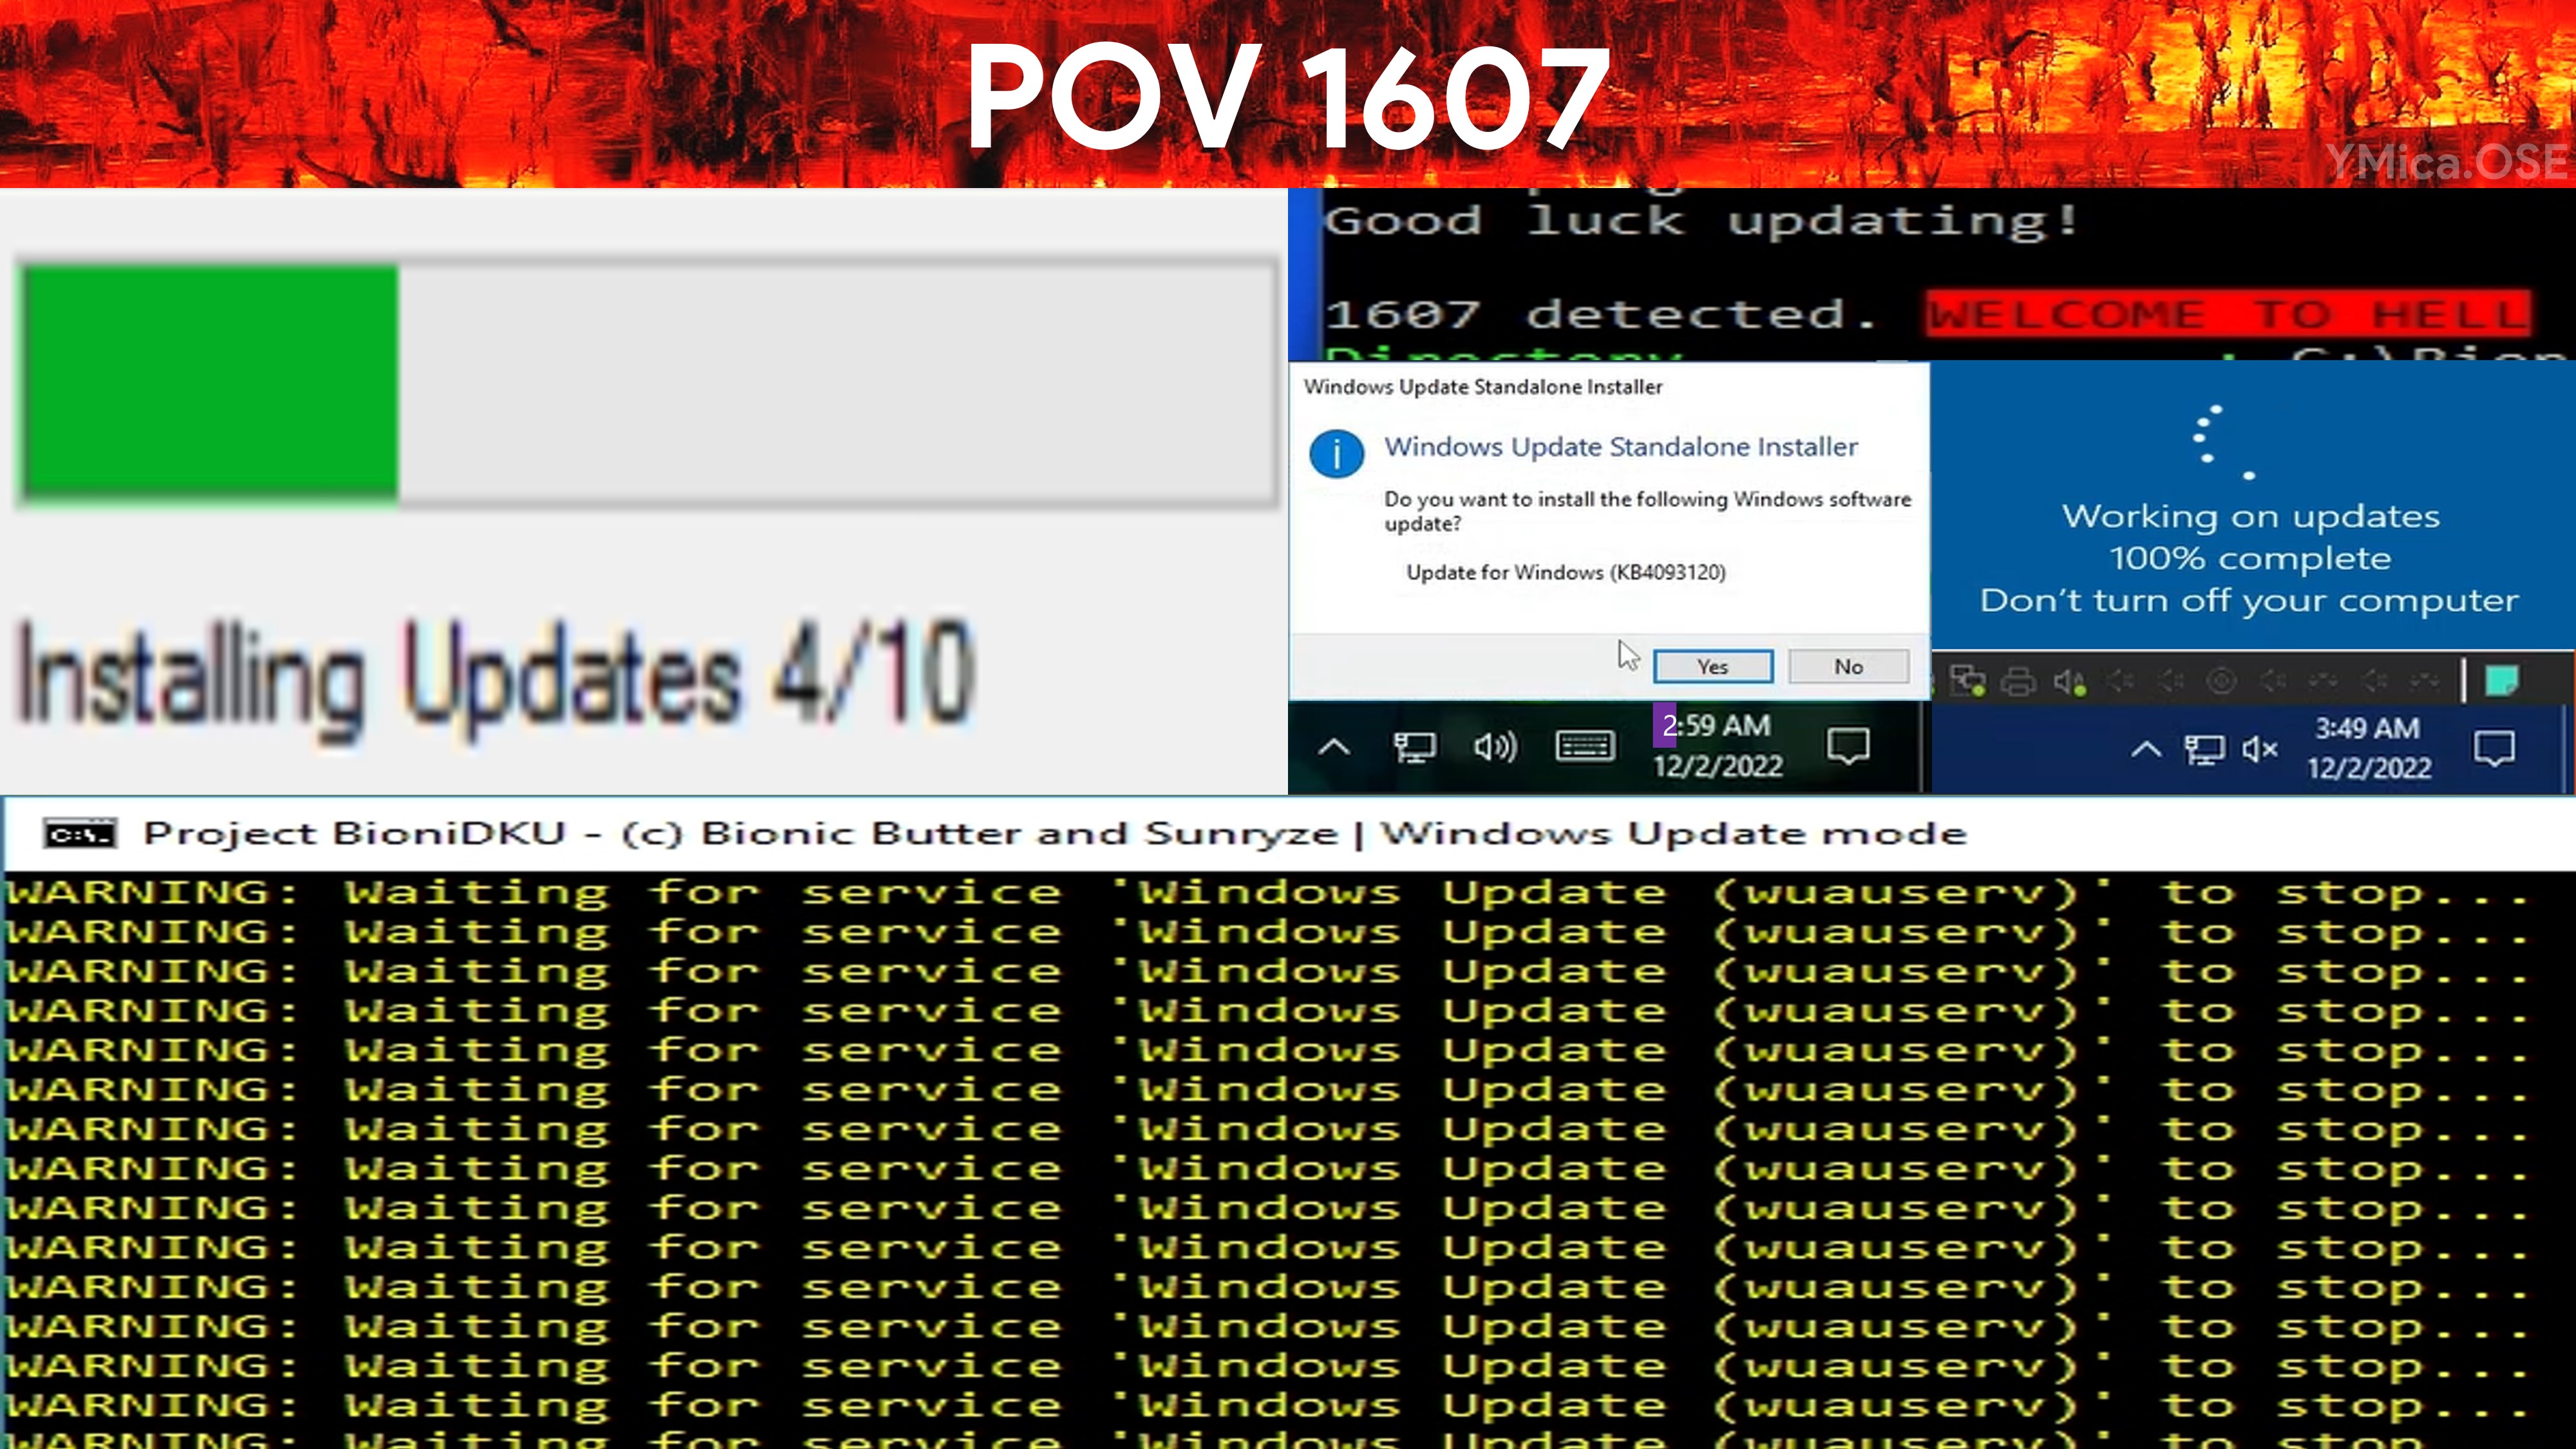 POV 1607
YMica.OSE
Installing Updates 4/10
Good luck updating!
1607 detected. WELCOME TO HELL
Windows Update Standalone Installer
Windows Update Standalone Installer
Do you want to install the following Windows software
update?
Update for Windows (KB4093120)
Yes
No
Working on updates
100% complete
Don't turn off your computer
2:59 AM
12/2/2022
3:49 AM
12/2/2022
C:\.
Project BioniDKU - (c) Bionic Butter and Sunryze | Windows Update mode
WARNING: Waiting for service 'Windows Update (wuauserv)' to stop...
WARNING: Waiting for service 'Windows Update (wuauserv)' to stop...
WARNING: Waiting for service 'Windows Update (wuauserv)' to stop...
WARNING: Waiting for service 'Windows Update (wuauserv)' to stop...
WARNING: Waiting for service 'Windows Update (wuauserv)' to stop...
WARNING: Waiting for service 'Windows Update (wuauserv)' to stop...
WARNING: Waiting for service 'Windows Update (wuauserv)' to stop...
WARNING: Waiting for service 'Windows Update (wuauserv)' to stop...
WARNING: Waiting for service 'Windows Update (wuauserv)' to stop...
WARNING: Waiting for service 'Windows Update (wuauserv)' to stop...
WARNING: Waiting for service 'Windows Update (wuauserv)' to stop...
WARNING: Waiting for service 'Windows Update (wuauserv)' to stop...
WARNING: Waiting for service 'Windows Update (wuauserv)' to stop...
WARNING: Waiting for service 'Windows Update (wuauserv)' to stop...
WARNING: Waiting for service 'Windows Update (wuauserv)' to stop